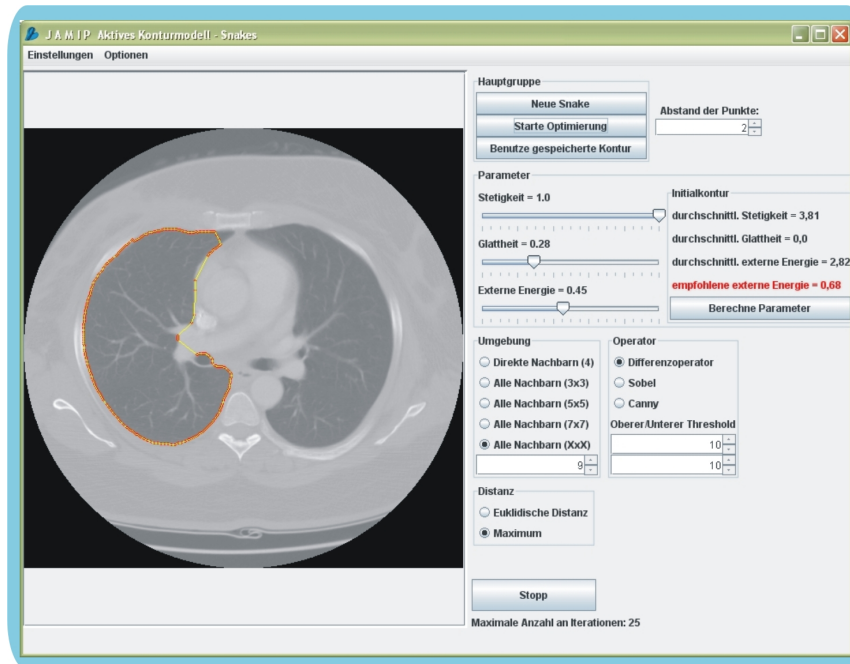 J A M I P Aktives Konturmodell - Snakes
Einstellungen Optionen
Hauptgruppe
Neue Snake
Starte Optimierung
Benutze gespeicherte Kontur
Abstand der Punkte:
2
Parameter
Stetigkeit = 1.0
Glattheit = 0.28
Externe Energie = 0.45
Initialkontur
durchschnittl. Stetigkeit = 3,81
durchschnittl. Glattheit = 0,0
durchschnittl. externe Energie = 2,82
empfohlene externe Energie = 0,68
Berechne Parameter
Umgebung
Direkte Nachbarn (4)
Alle Nachbarn (3x3)
Alle Nachbarn (5x5)
Alle Nachbarn (7x7)
Alle Nachbarn (XxX)
9
Operator
Differenzoperator
Sobel
Canny
Oberer/Unterer Threshold
10
10
Distanz
Euklidische Distanz
Maximum
Stopp
Maximale Anzahl an Iterationen: 25